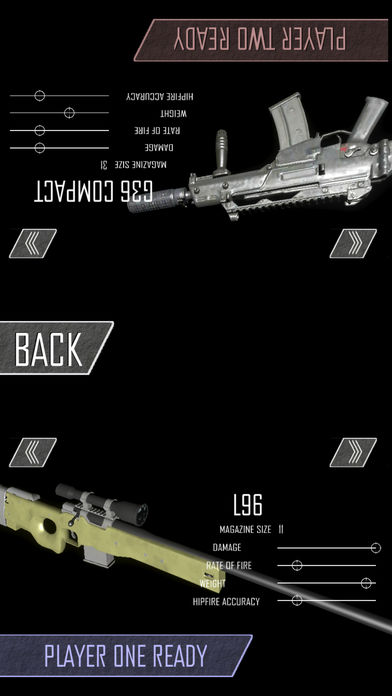 PLAYER TWO READY
HIPFIRE ACCURACY
WEIGHT
RATE OF FIRE
DAMAGE
MAGAZINE SIZE 31
G36 COMPACT
BACK
L96
MAGAZINE SIZE 11
DAMAGE
RATE OF FIRE
WEIGHT
HIPFIRE ACCURACY
PLAYER ONE READY